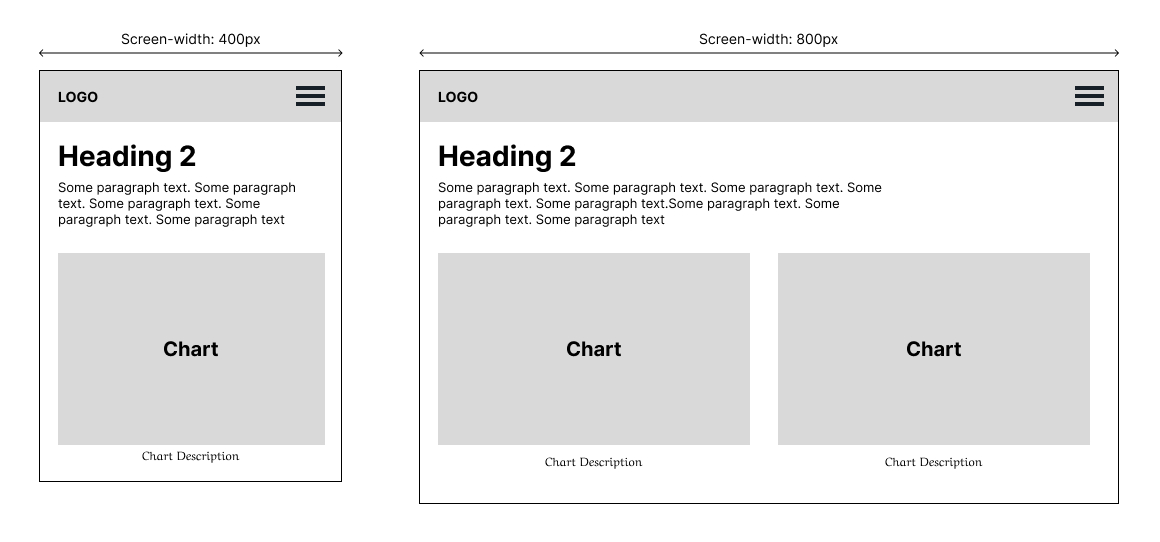 Screen-width: 400px
LOGO
Heading 2
Some paragraph text. Some paragraph
text. Some paragraph text. Some
paragraph text. Some paragraph text
Chart
Chart Description
Screen-width: 800px
LOGO
Heading 2
Some paragraph text. Some paragraph text. Some paragraph text. Some
paragraph text. Some paragraph text.Some paragraph text. Some
paragraph text. Some paragraph text
Chart
Chart Description
Chart
Chart Description